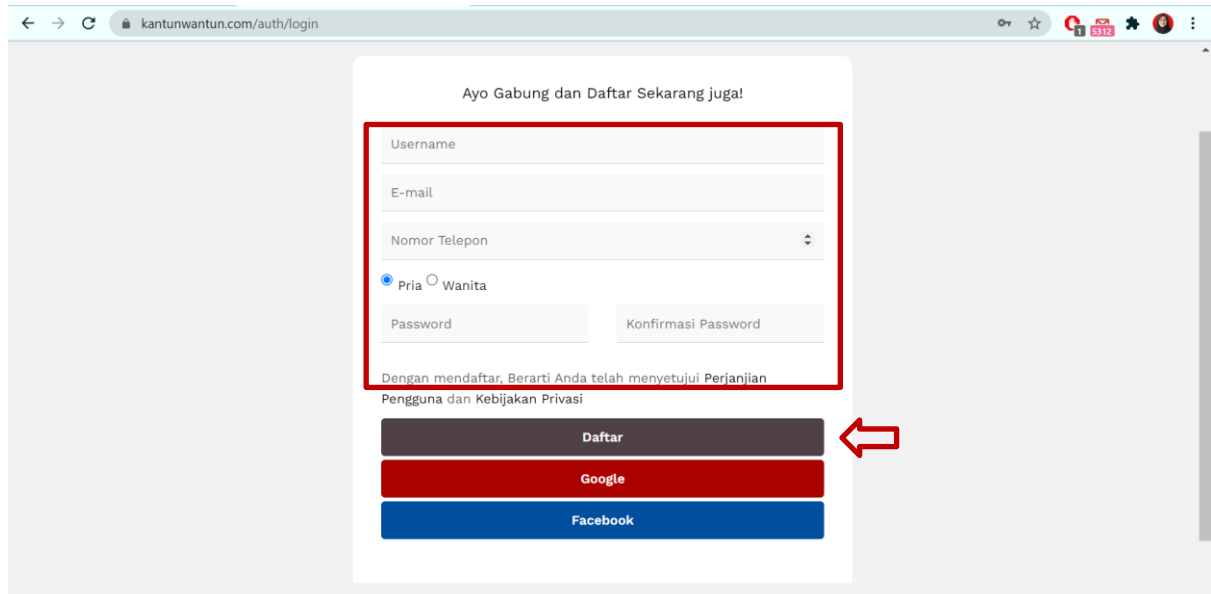 kantunwantun.com/auth/login
1
5312
Ayo Gabung dan Daftar Sekarang juga!
Username
E-mail
Nomor Telepon
Pria Wanita
Password Konfirmasi Password
Dengan mendaftar, Berarti Anda telah menyetujui Perjanjian
Pengguna dan Kebijakan Privasi
Daftar
Google
Facebook